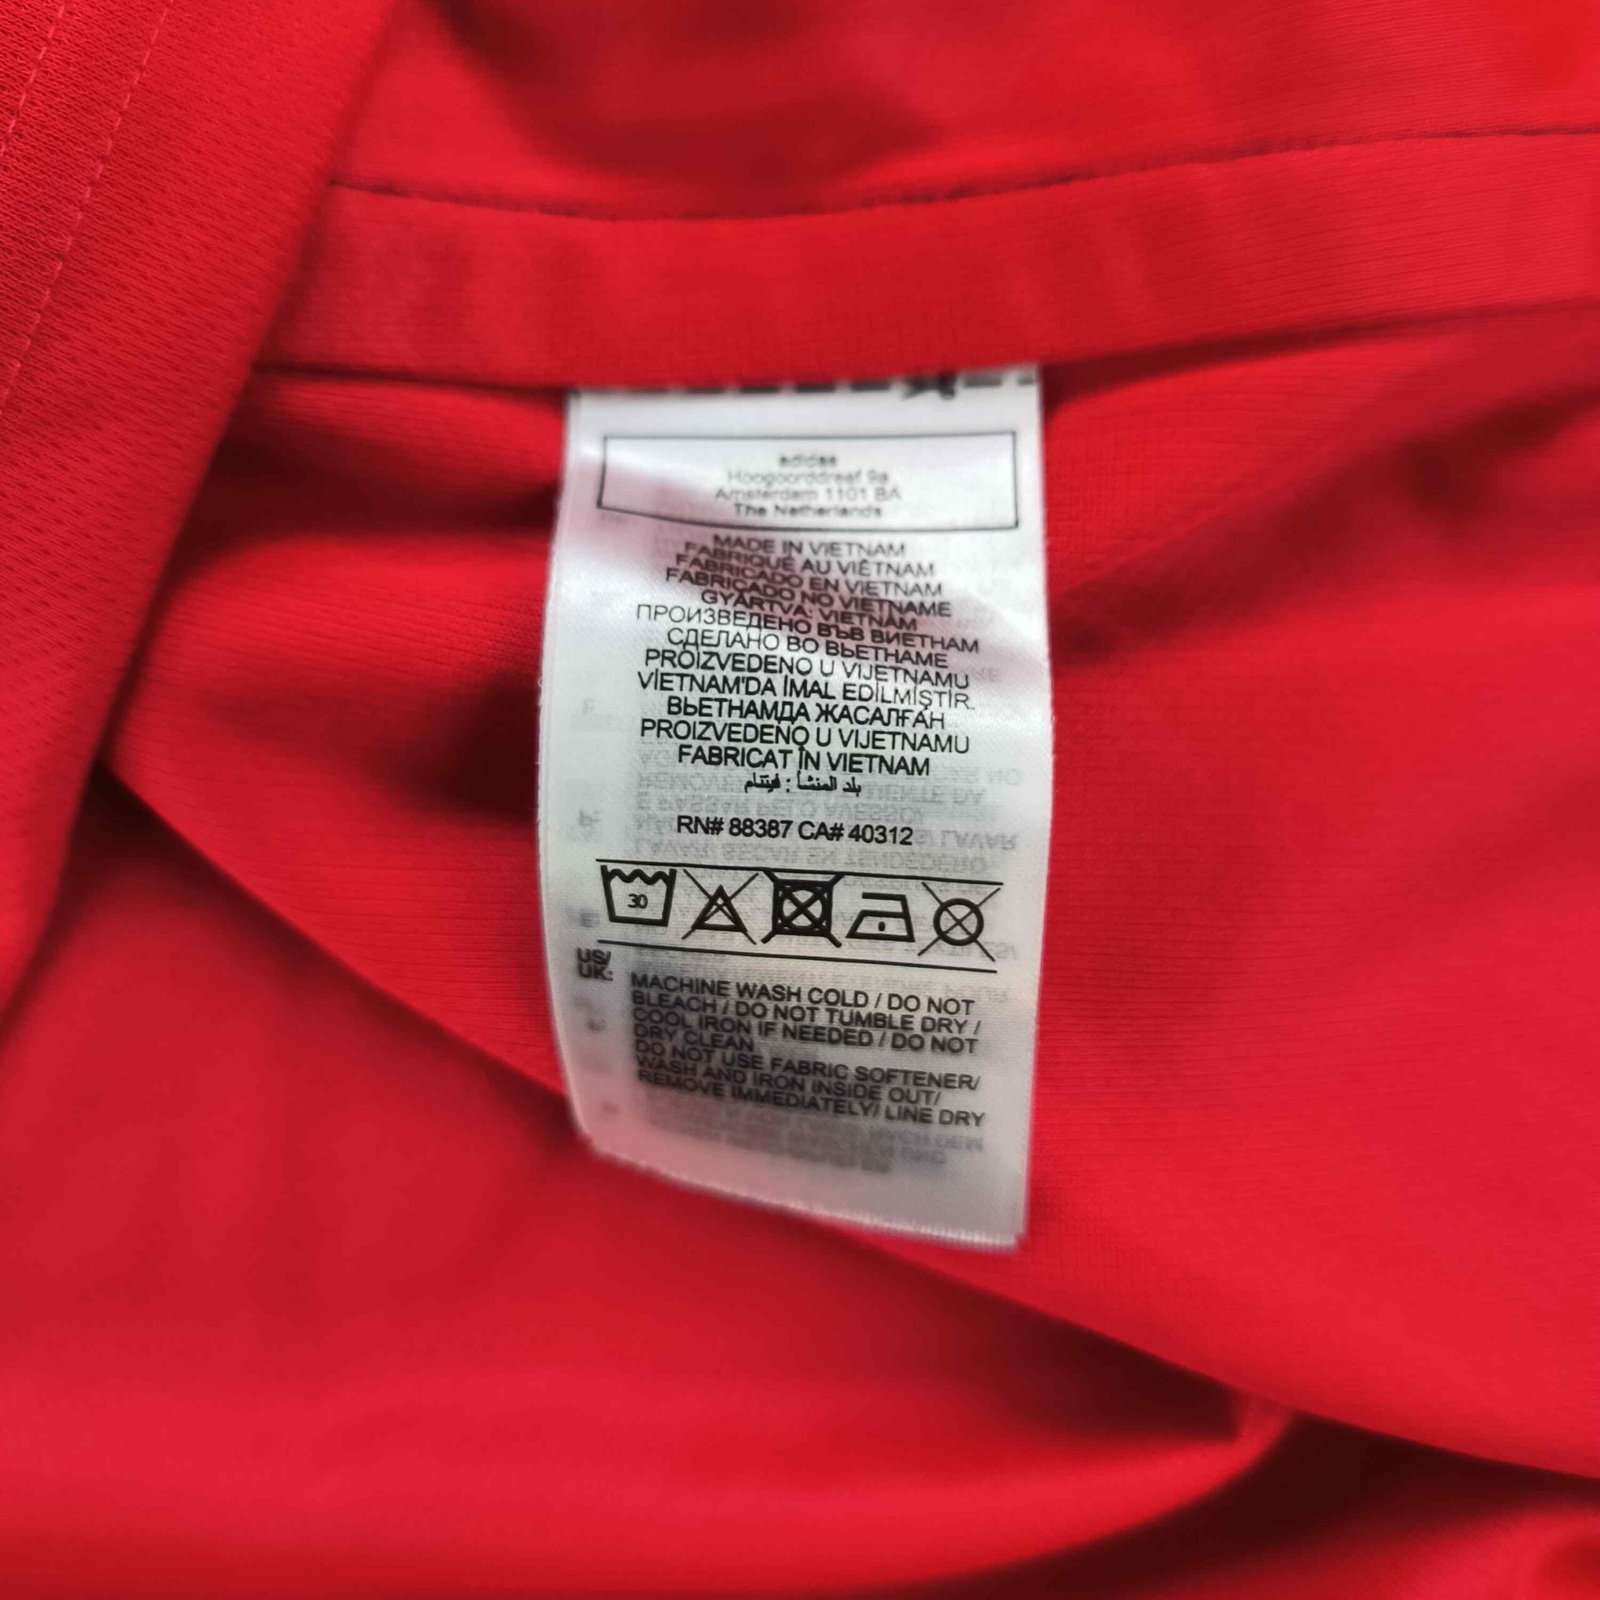 adidas
Hoogoorddreef 9a
Amsterdam 1101 BA
The Netherlands
MADE IN VIETNAM
FABRIQUÉ AU VIÊTNAM
FABRICADO EN VIETNAM
FABRICADO NO VIETNAME
GYÁRTVA: VIETNAM
ПРОИЗВЕДЕНО ВЪВ ВИЕТНАМ
СДЕЛАНО ВО ВЬЕТНАМЕ
PROIZVEDENO U VIJETNAMU
VİETNAM'DA İMAL EDİLMİŞTİR.
ВЬЕТНАМДА ЖАСАЛҒАН
PROIZVEDENO U VIJETNAMU
FABRICAT ÎN VIETNAM
بلد المنشأ : فيتنام
RN# 88387 CA# 40312
30
US/
UK:
MACHINE WASH COLD / DO NOT
BLEACH / DO NOT TUMBLE DRY /
COOL IRON IF NEEDED / DO NOT
DRY CLEAN
DO NOT USE FABRIC SOFTENER/
WASH AND IRON INSIDE OUT/
REMOVE IMMEDIATELY/ LINE DRY